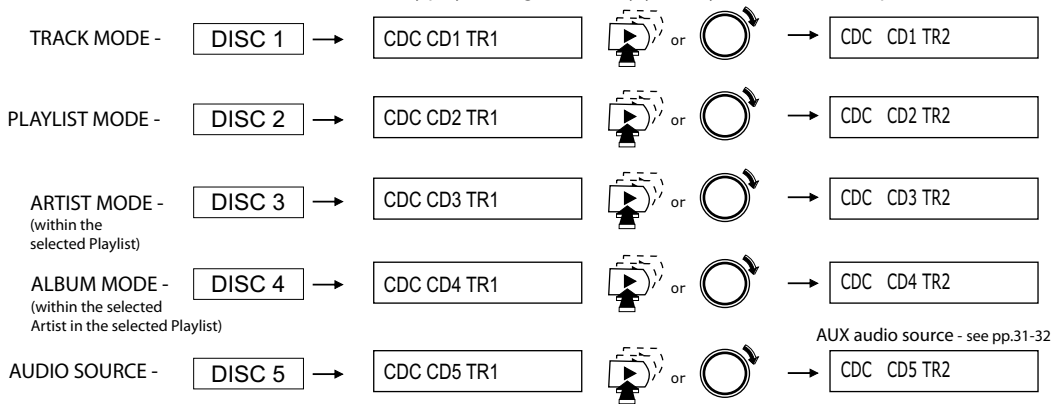 TRACK MODE - DISC 1 CDC CD1 TR1 or CDC CD1 TR2
PLAYLIST MODE - DISC 2 CDC CD2 TR1 or CDC CD2 TR2
ARTIST MODE - DISC 3 CDC CD3 TR1 or CDC CD3 TR2
(within the
selected Playlist)
ALBUM MODE - DISC 4 CDC CD4 TR1 or CDC CD4 TR2
(within the selected
Artist in the selected Playlist)
AUX audio source - see pp.31-32
AUDIO SOURCE - DISC 5 CDC CD5 TR1 or CDC CD5 TR2